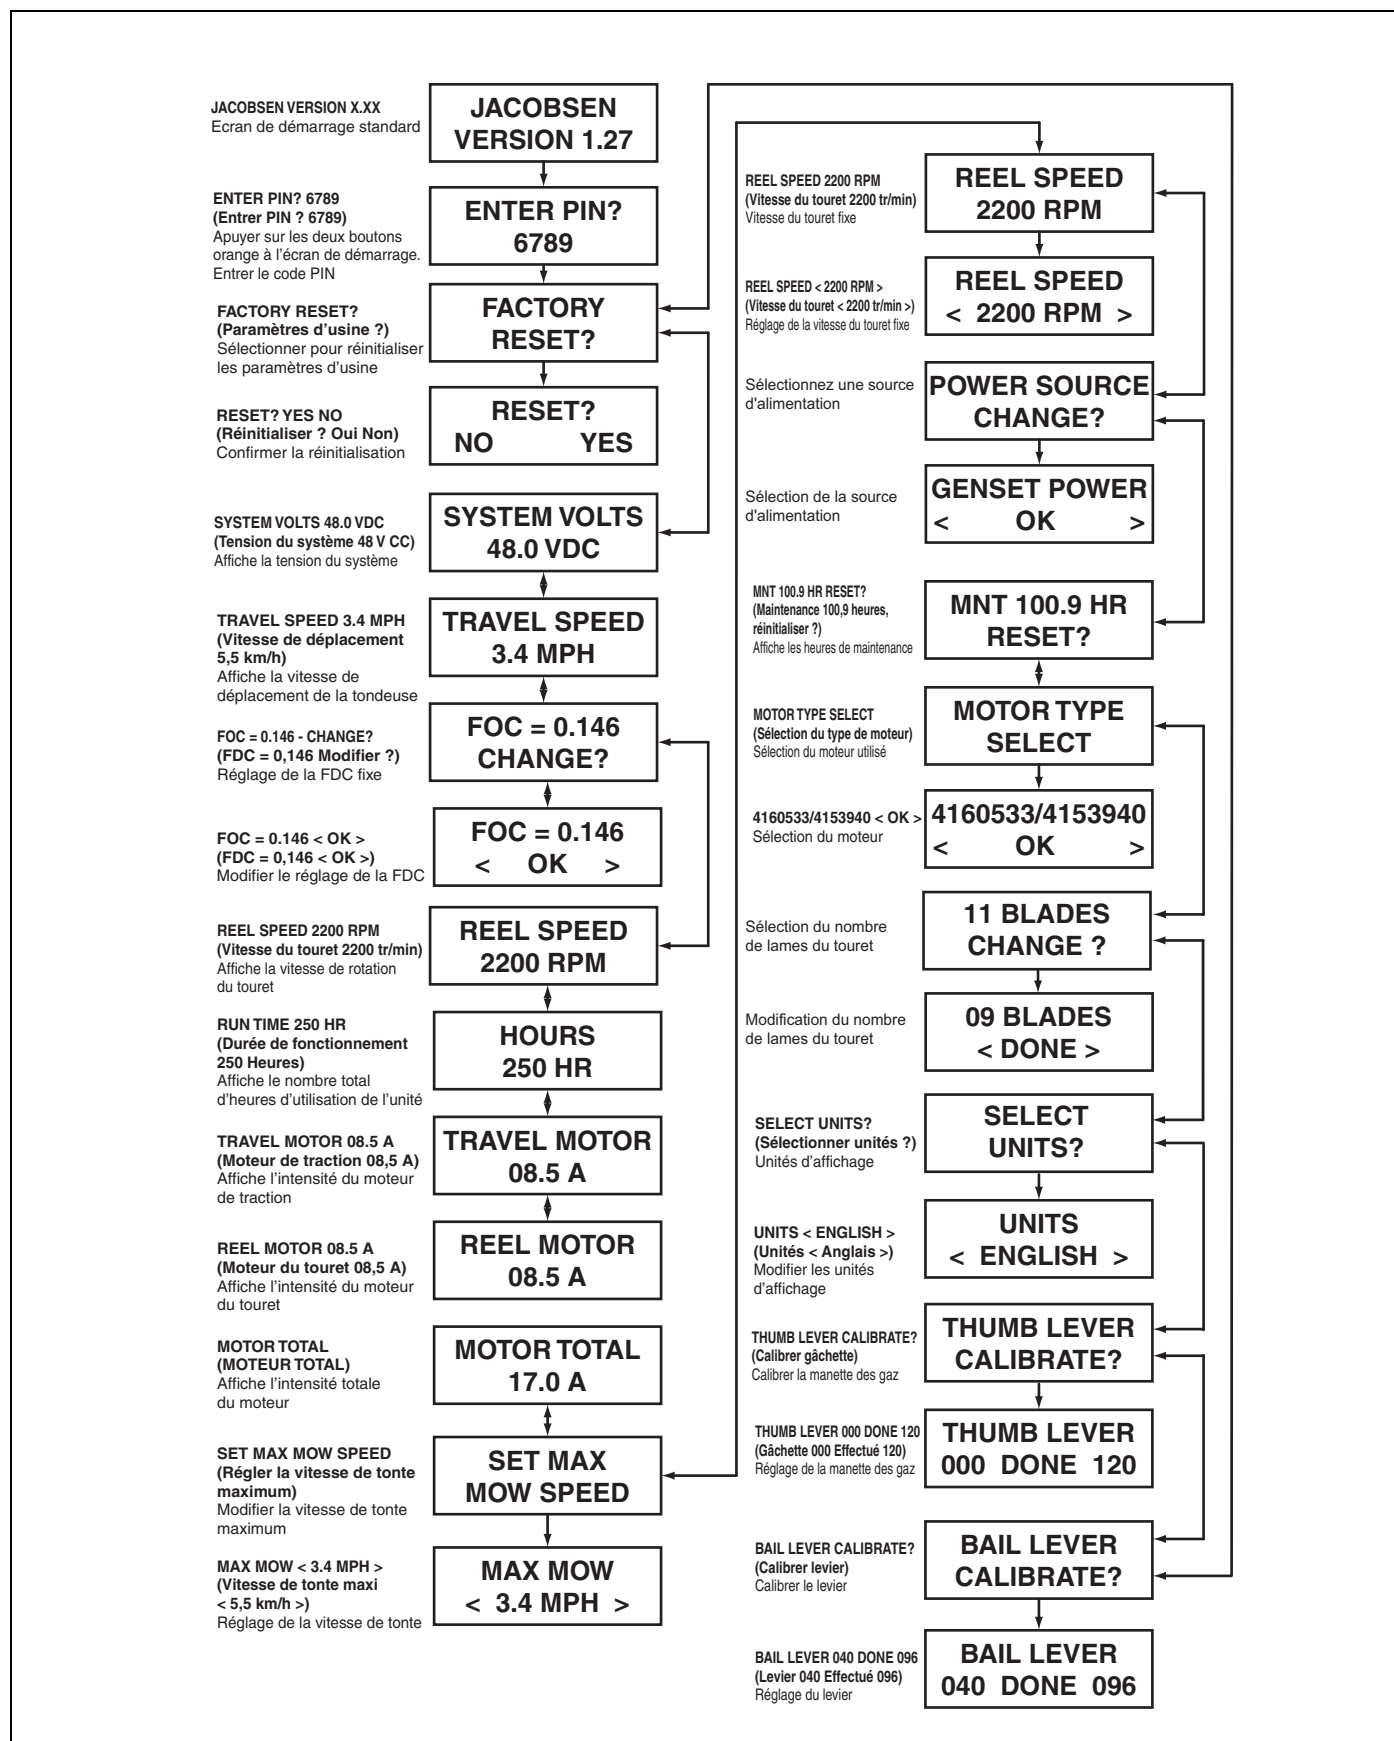 JACOBSEN VERSION X.XX
Ecran de démarrage standard
JACOBSEN
VERSION 1.27
ENTER PIN? 6789
(Entrer PIN ? 6789)
Apuyer sur les deux boutons
orange à l'écran de démarrage.
Entrer le code PIN
ENTER PIN?
6789
FACTORY RESET?
(Paramètres d'usine ?)
Sélectionner pour réinitialiser
les paramètres d'usine
FACTORY
RESET?
RESET? YES NO
(Réinitialiser ? Oui Non)
Confirmer la réinitialisation
RESET?
NO YES
SYSTEM VOLTS 48.0 VDC
(Tension du système 48 V CC)
Affiche la tension du système
SYSTEM VOLTS
48.0 VDC
TRAVEL SPEED 3.4 MPH
(Vitesse de déplacement
5,5 km/h)
Affiche la vitesse de
déplacement de la tondeuse
TRAVEL SPEED
3.4 MPH
FOC = 0.146 - CHANGE?
(FDC = 0,146 Modifier ?)
Réglage de la FDC fixe
FOC = 0.146
CHANGE?
FOC = 0.146 < OK >
(FDC = 0,146 < OK >)
Modifier le réglage de la FDC
FOC = 0.146
< OK >
REEL SPEED 2200 RPM
(Vitesse du touret 2200 tr/min)
Affiche la vitesse de rotation
du touret
REEL SPEED
2200 RPM
RUN TIME 250 HR
(Durée de fonctionnement
250 Heures)
Affiche le nombre total
d'heures d'utilisation de l'unité
HOURS
250 HR
TRAVEL MOTOR 08.5 A
(Moteur de traction 08,5 A)
Affiche l'intensité du moteur
de traction
TRAVEL MOTOR
08.5 A
REEL MOTOR 08.5 A
(Moteur du touret 08,5 A)
Affiche l'intensité du moteur
du touret
REEL MOTOR
08.5 A
MOTOR TOTAL
(MOTEUR TOTAL)
Affiche l'intensité totale
du moteur
MOTOR TOTAL
17.0 A
SET MAX MOW SPEED
(Régler la vitesse de tonte
maximum)
Modifier la vitesse de tonte
maximum
SET MAX
MOW SPEED
MAX MOW < 3.4 MPH >
(Vitesse de tonte maxi
< 5,5 km/h >)
Réglage de la vitesse de tonte
MAX MOW
< 3.4 MPH >
REEL SPEED 2200 RPM
(Vitesse du touret 2200 tr/min)
Vitesse du touret fixe
REEL SPEED
2200 RPM
REEL SPEED < 2200 RPM >
(Vitesse du touret < 2200 tr/min >)
Réglage de la vitesse du touret fixe
REEL SPEED
< 2200 RPM >
Sélectionnez une source
d'alimentation
POWER SOURCE
CHANGE?
Sélection de la source
d'alimentation
GENSET POWER
< OK >
MNT 100.9 HR RESET?
(Maintenance 100,9 heures,
réinitialiser ?)
Affiche les heures de maintenance
MNT 100.9 HR
RESET?
MOTOR TYPE SELECT
(Sélection du type de moteur)
Sélection du moteur utilisé
MOTOR TYPE
SELECT
4160533/4153940 < OK >
Sélection du moteur
4160533/4153940
< OK >
Sélection du nombre
de lames du touret
11 BLADES
CHANGE ?
Modification du nombre
de lames du touret
09 BLADES
< DONE >
SELECT UNITS?
(Sélectionner unités ?)
Unités d'affichage
SELECT
UNITS?
UNITS < ENGLISH >
(Unités < Anglais >)
Modifier les unités
d'affichage
UNITS
< ENGLISH >
THUMB LEVER CALIBRATE?
(Calibrer gâchette)
Calibrer la manette des gaz
THUMB LEVER
CALIBRATE?
THUMB LEVER 000 DONE 120
(Gâchette 000 Effectué 120)
Réglage de la manette des gaz
THUMB LEVER
000 DONE 120
BAIL LEVER CALIBRATE?
(Calibrer levier)
Calibrer le levier
BAIL LEVER
CALIBRATE?
BAIL LEVER 040 DONE 096
(Levier 040 Effectué 096)
Réglage du levier
BAIL LEVER
040 DONE 096